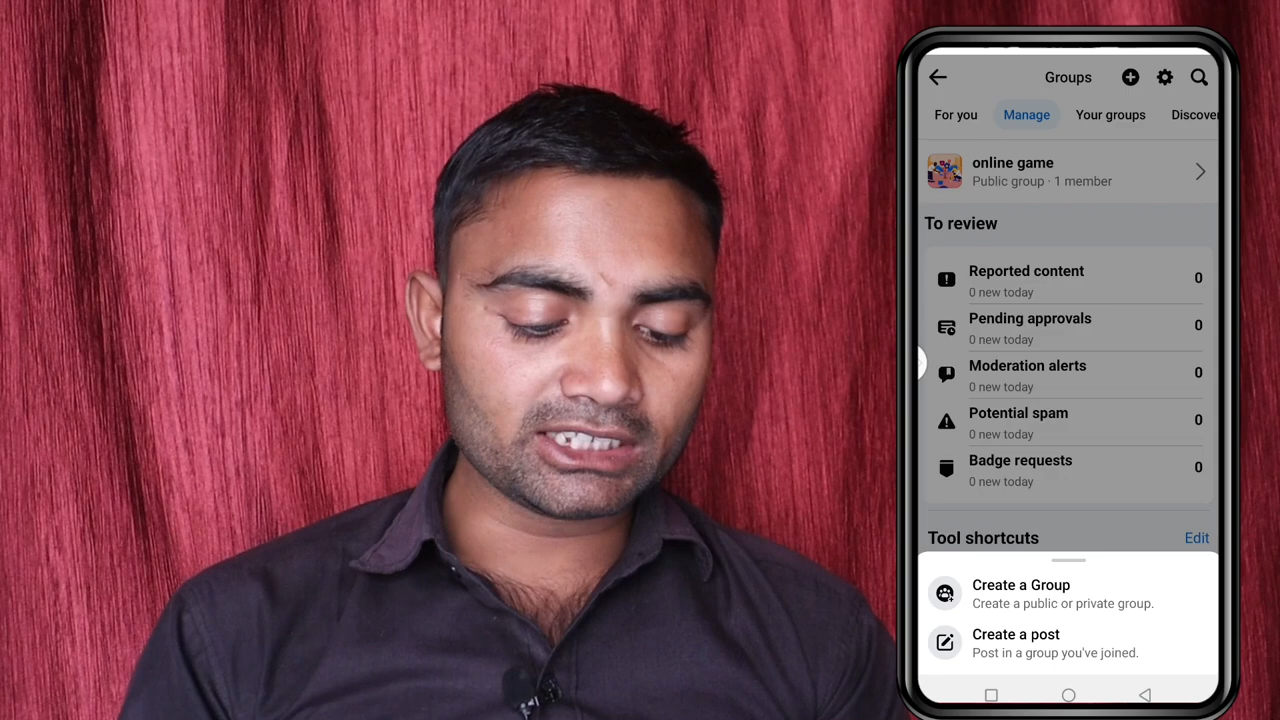 Groups
For you Manage Your groups Discover
online game
Public group · 1 member
To review
Reported content 0
0 new today
Pending approvals 0
0 new today
Moderation alerts 0
0 new today
Potential spam 0
0 new today
Badge requests 0
0 new today
Tool shortcuts Edit
Create a Group
Create a public or private group.
Create a post
Post in a group you've joined.